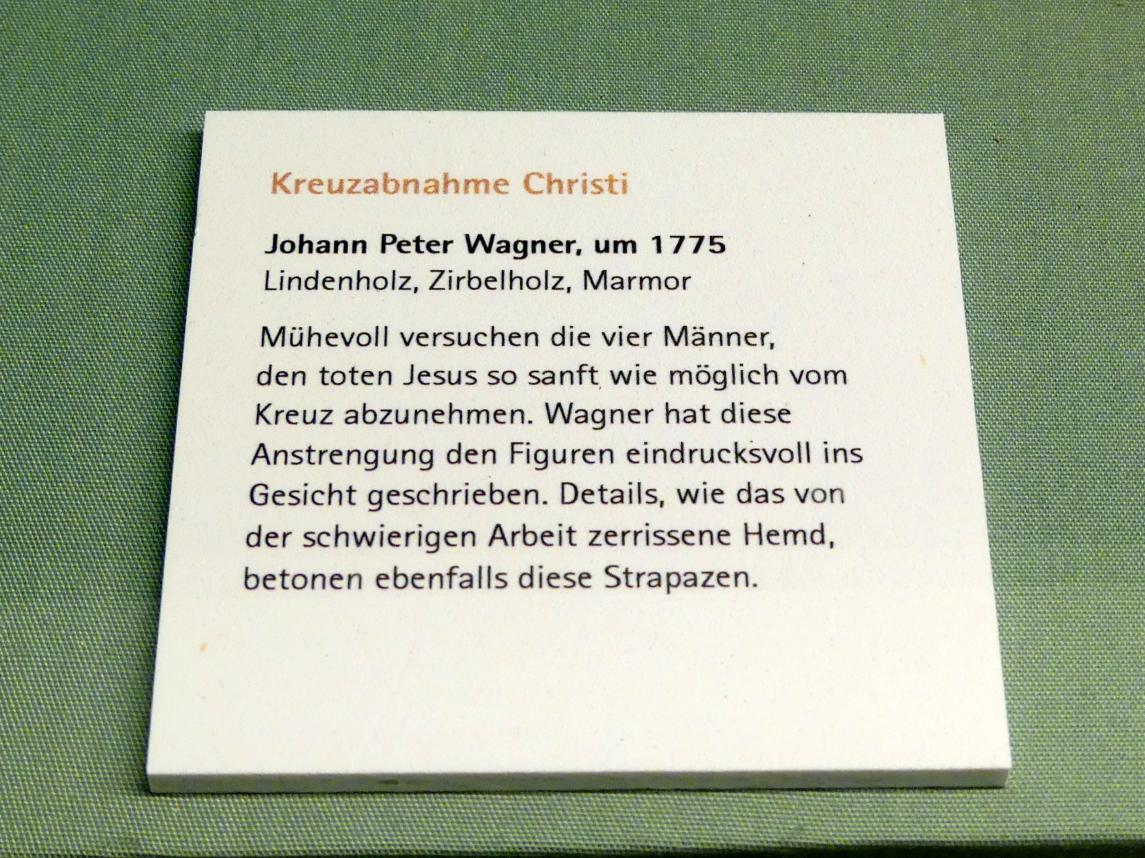 Kreuzabnahme Christi
Johann Peter Wagner, um 1775
Lindenholz, Zirbelholz, Marmor
Mühevoll versuchen die vier Männer,
den toten Jesus so sanft wie möglich vom
Kreuz abzunehmen. Wagner hat diese
Anstrengung den Figuren eindrucksvoll ins
Gesicht geschrieben. Details, wie das von
der schwierigen Arbeit zerrissene Hemd,
betonen ebenfalls diese Strapazen.